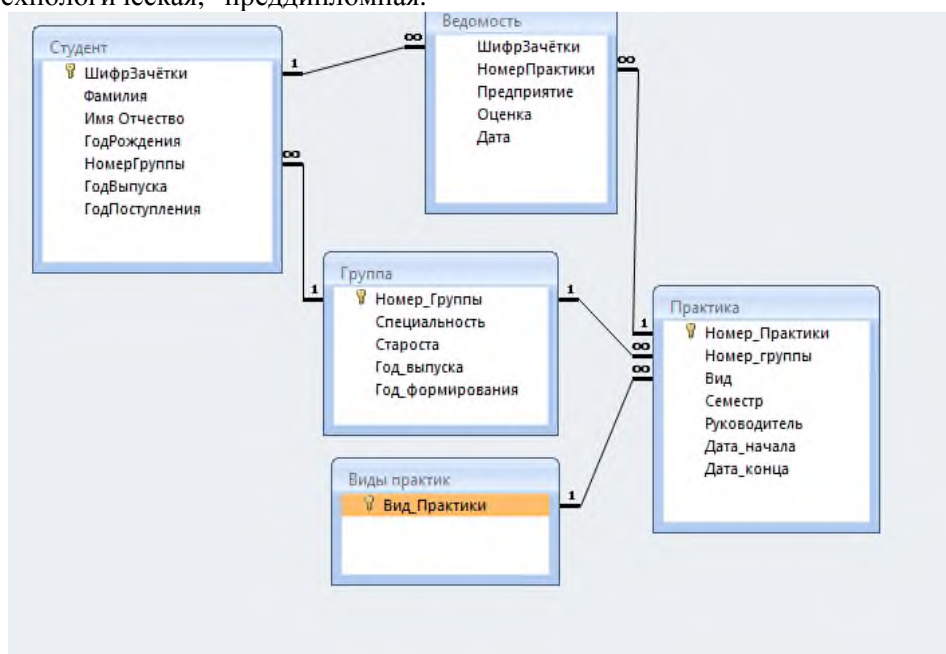 преддипломная.
Студент
ШифрЗачётки
Фамилия
Имя Отчество
ГодРождения
НомерГруппы
ГодВыпуска
ГодПоступления
1
∞
Ведомость
ШифрЗачётки
НомерПрактики
Предприятие
Оценка
Дата
∞
∞
Группа
Номер_Группы
Специальность
Староста
Год_выпуска
Год_формирования
1
1
Практика
Номер_Практики
Номер_группы
Вид
Семестр
Руководитель
Дата_начала
Дата_конца
1
∞
∞
Виды практик
Вид_Практики
1